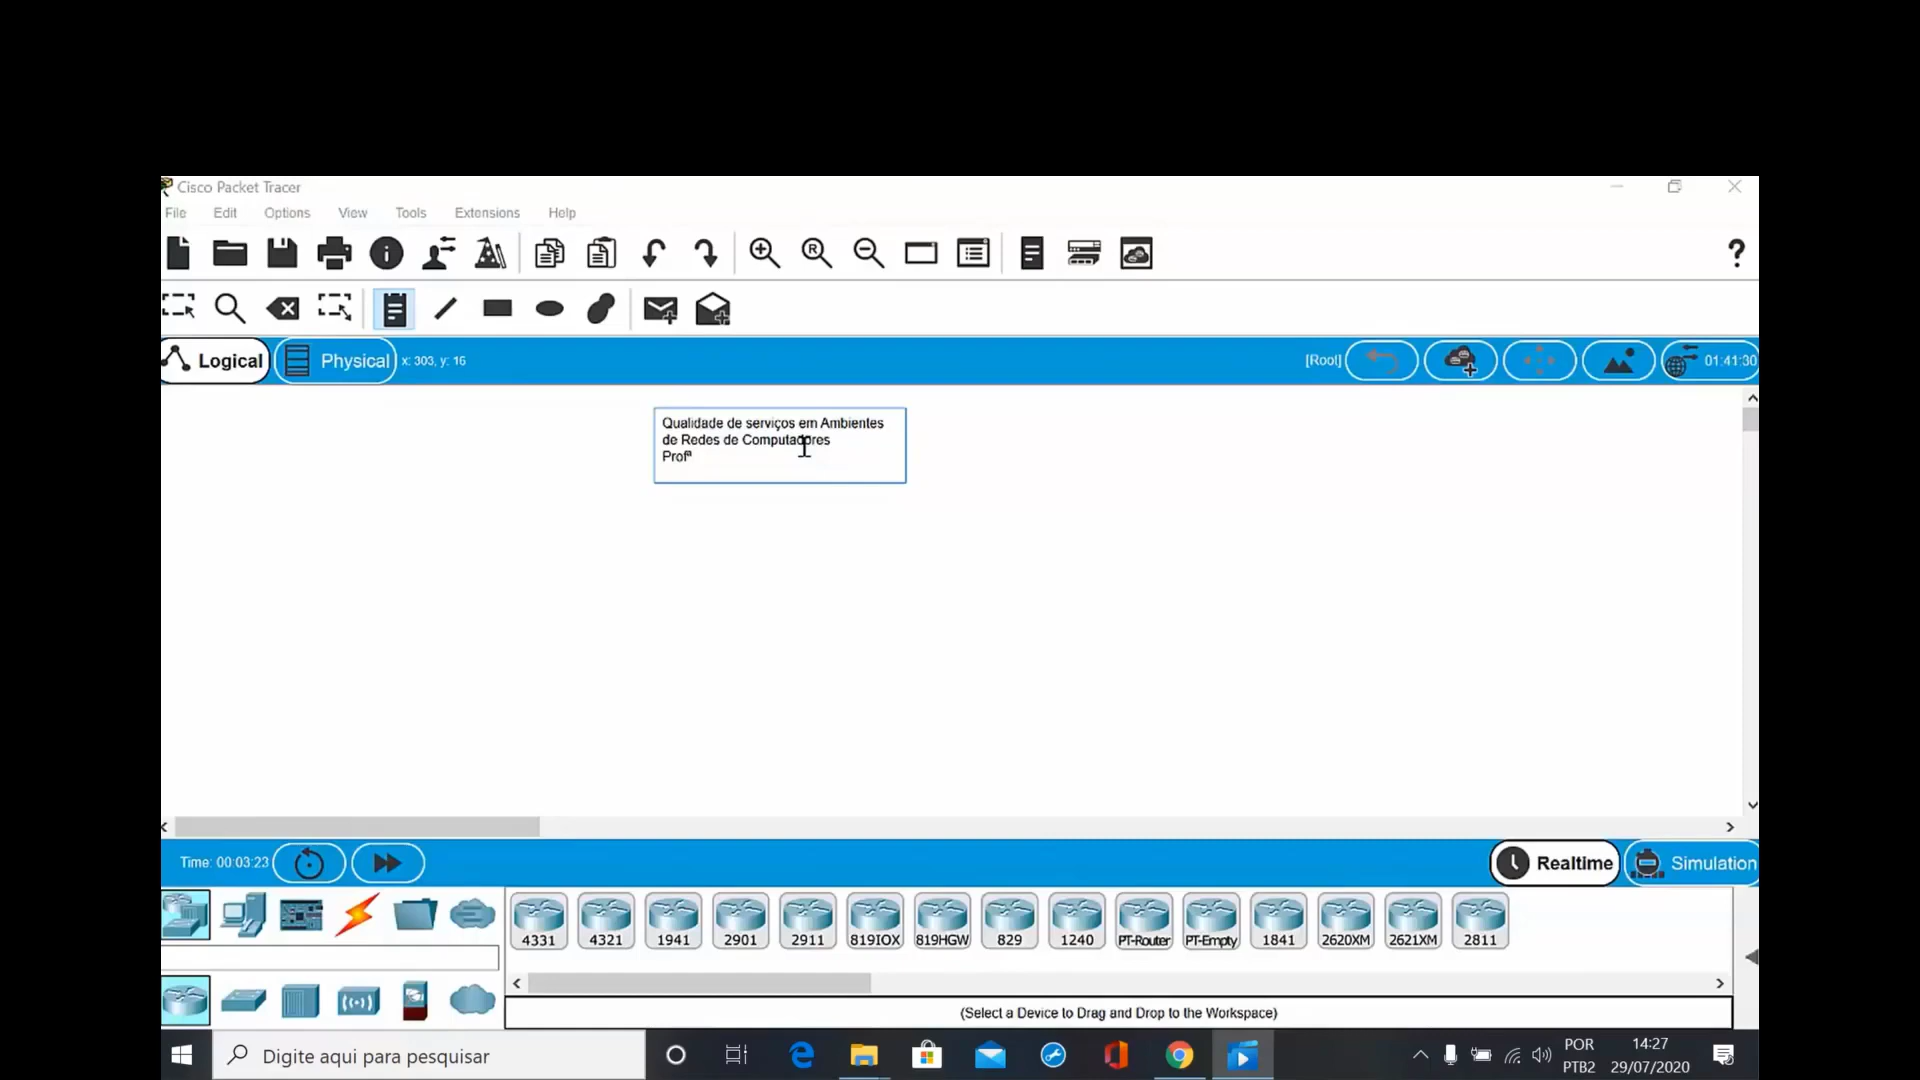 Cisco Packet Tracer
File Edit Options View Tools Extensions Help
R
?
Logical Physical x: 303, y: 16 [Root] 01:41:30
Qualidade de serviços em Ambientes
de Redes de Computadores
Profª
Time: 00:03:23 Realtime Simulation
4331 4321 1941 2901 2911 819IOX 819HGW 829 1240 PT-Router PT-Empty 1841 2620XM 2621XM 2811
(Select a Device to Drag and Drop to the Workspace)
Digite aqui para pesquisar
POR 14:27
PTB2 29/07/2020